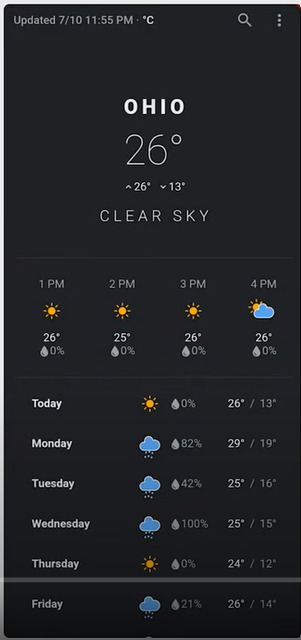 Updated 7/10 11:55 PM · °C
OHIO
26°
26° 13°
CLEAR SKY
1 PM 2 PM 3 PM 4 PM
26° 25° 26° 26°
0% 0% 0% 0%
Today 0% 26° / 13°
Monday 82% 29° / 19°
Tuesday 42% 25° / 16°
Wednesday 100% 25° / 15°
Thursday 0% 24° / 12°
Friday 21% 26° / 14°